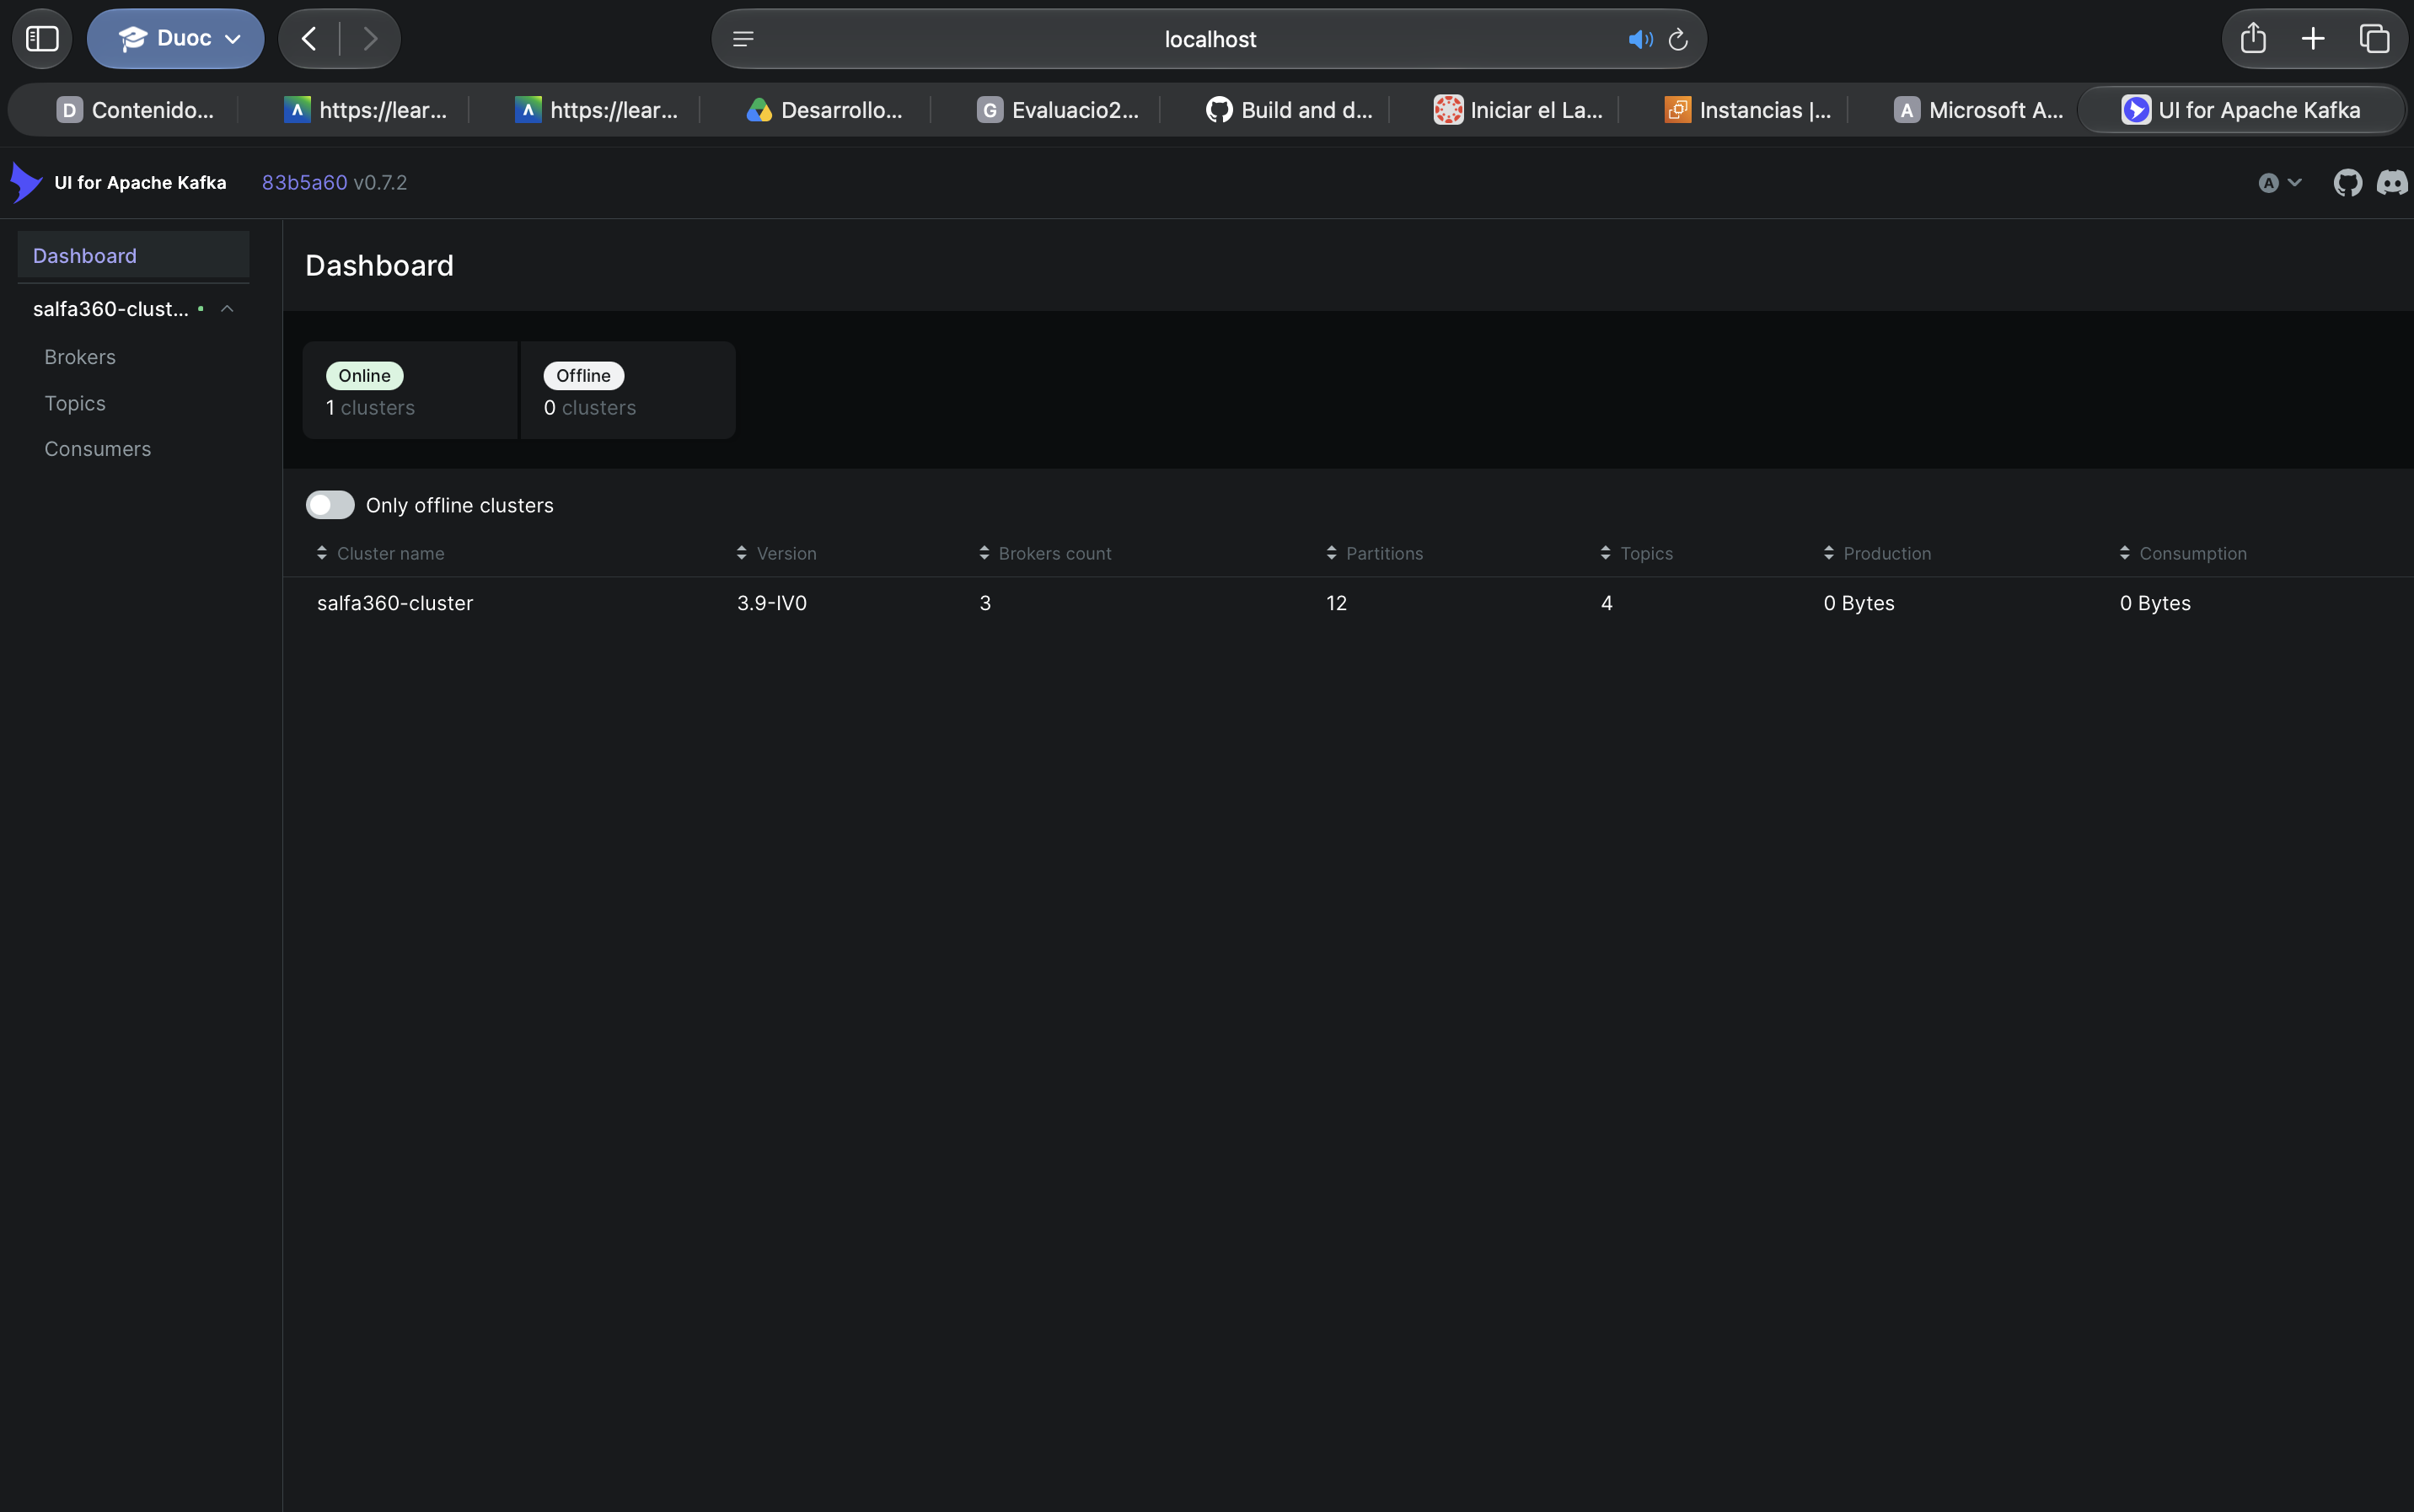 Duoc
localhost
D Contenido...
https://lear...
https://lear...
Desarrollo...
G Evaluacio2...
Build and d...
Iniciar el La...
Instancias |...
A Microsoft A...
UI for Apache Kafka
UI for Apache Kafka 83b5a60 v0.7.2
A
Dashboard
salfa360-clust...
Brokers
Topics
Consumers
Dashboard
Online
1 clusters
Offline
0 clusters
Only offline clusters
Cluster name Version Brokers count Partitions Topics Production Consumption
salfa360-cluster 3.9-IV0 3 12 4 0 Bytes 0 Bytes